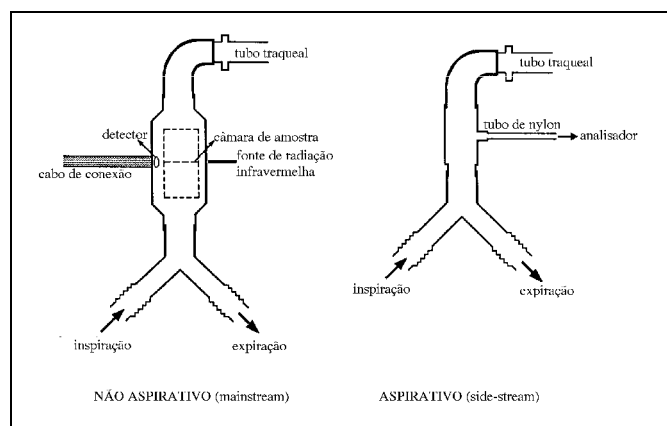 tubo traqueal
detector
câmara de amostra
fonte de radiação
infravermelha
cabo de conexão
inspiração
expiração
NÃO ASPIRATIVO (mainstream)
tubo traqueal
tubo de nylon
analisador
inspiração
expiração
ASPIRATIVO (side-stream)